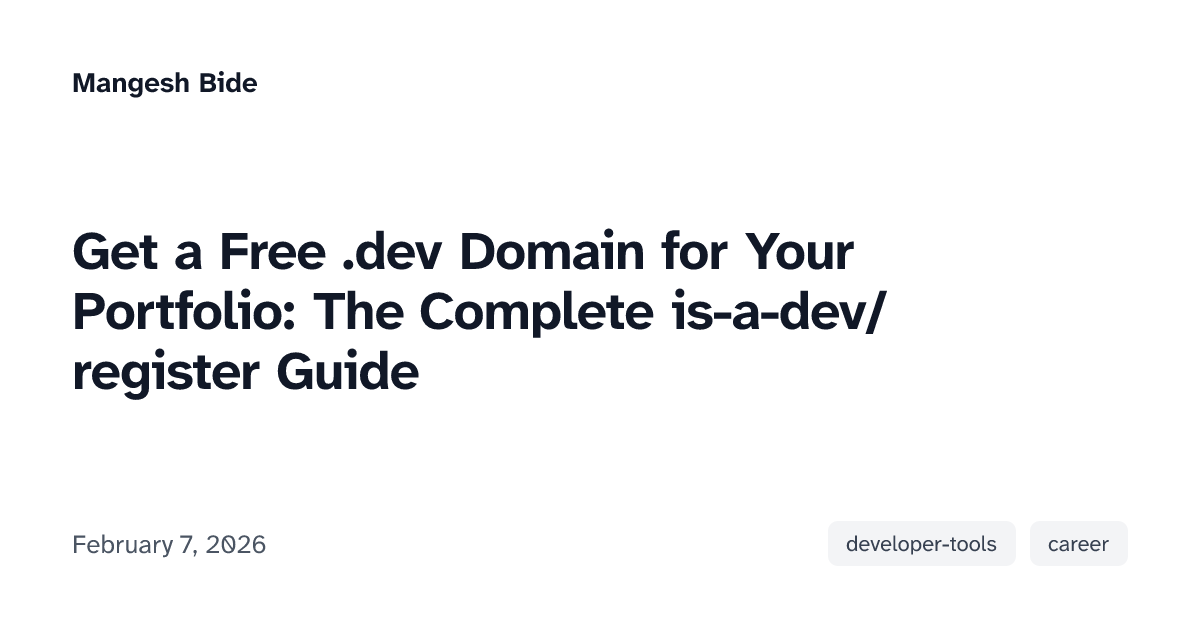 Mangesh Bide
Get a Free .dev Domain for Your
Portfolio: The Complete is-a-dev/
register Guide
February 7, 2026
developer-tools
career